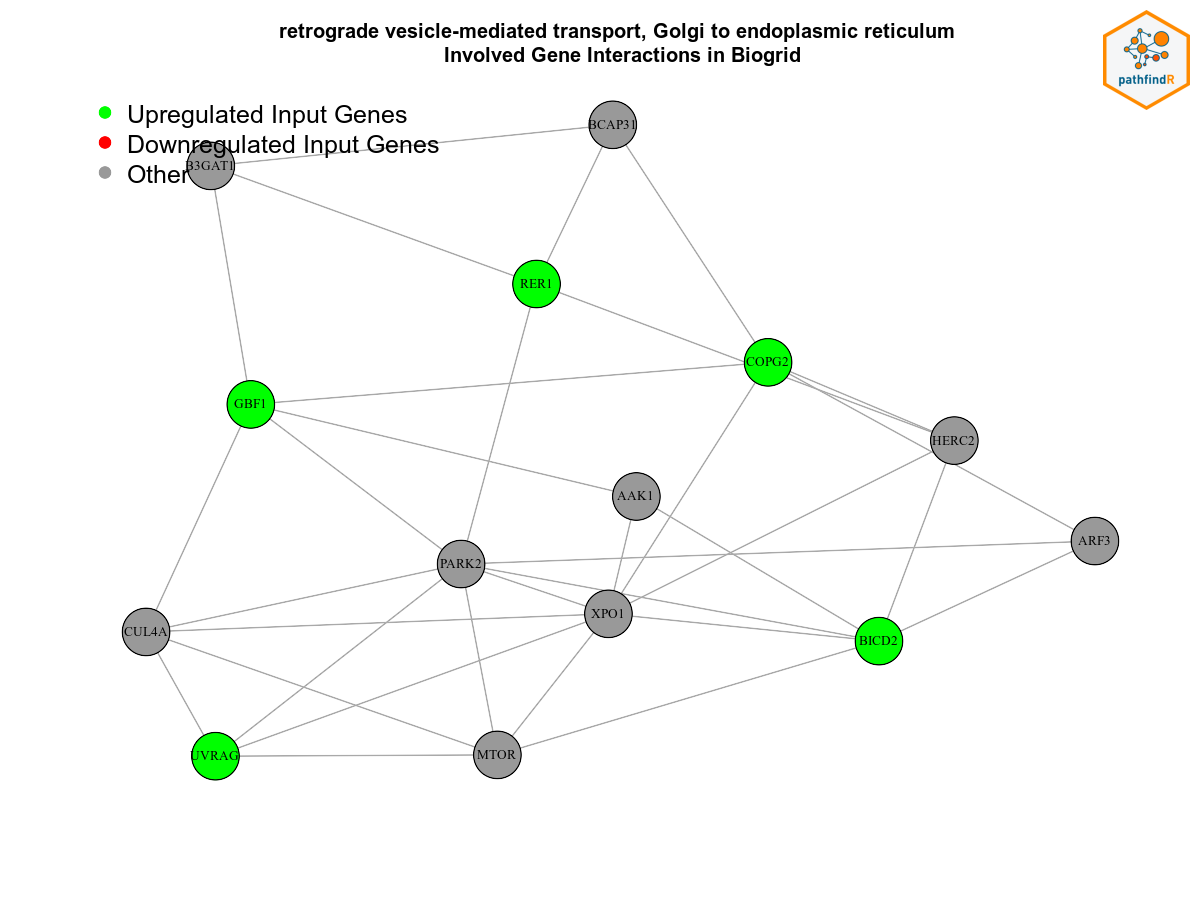 retrograde vesicle-mediated transport, Golgi to endoplasmic reticulum
Involved Gene Interactions in Biogrid
pathfindR
Upregulated Input Genes
Downregulated Input Genes
Other
BCAP31
B3GAT1
RER1
COPG2
GBF1
HERC2
AAK1
ARF3
PARK2
XPO1
CUL4A
BICD2
UVRAG
MTOR